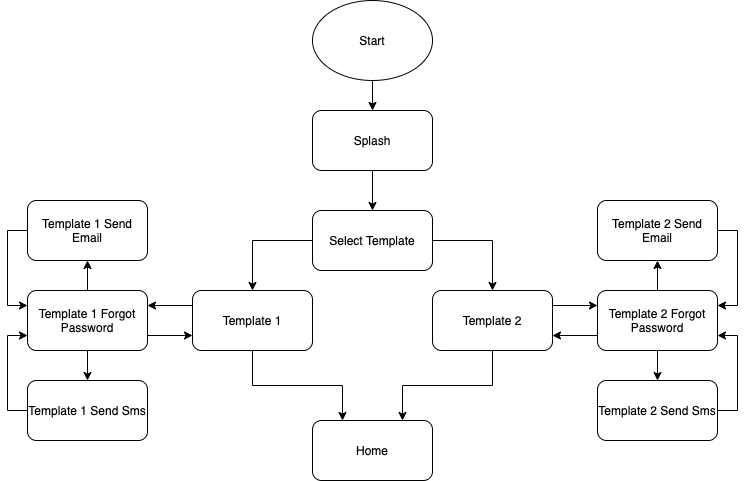 Start
Splash
Template 1 Send
Email
Select Template
Template 2 Send
Email
Template 1 Forgot
Password
Template 1
Template 2
Template 2 Forgot
Password
Template 1 Send Sms
Template 2 Send Sms
Home